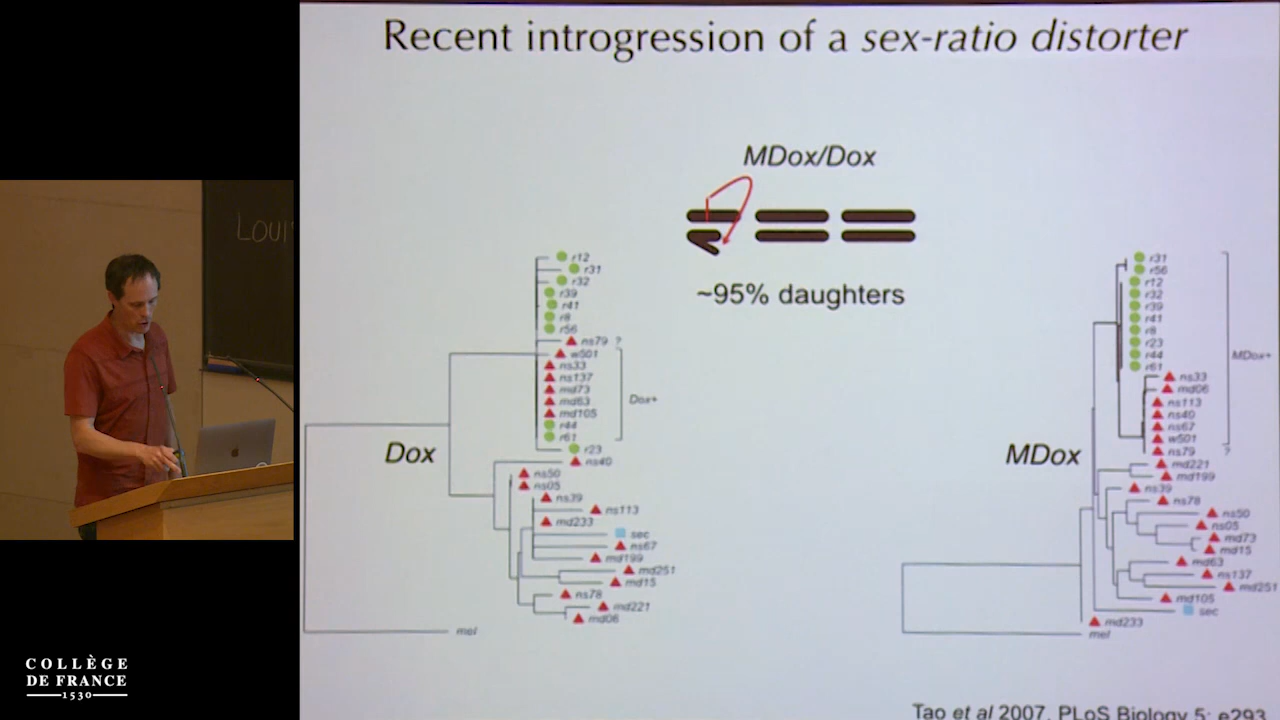 Recent introgression of a sex-ratio distorter
MDox/Dox
~95% daughters
Dox
r12
r31
r32
r39
r41
r8
r56
ns79 ?
w501
ns33
ns137
md73
md63
md105
r44
r61
Dox+
r23
ns40
ns50
ns05
ns39
ns113
md233
sec
ns67
md199
md251
md15
ns78
md221
md06
mel
MDox
r31
r56
r12
r32
r39
r41
r8
r23
r44
r61
MDox+
ns33
md06
ns113
ns40
ns67
w501
ns79 ?
md221
md199
ns39
ns78
ns50
ns05
md73
md15
md63
ns137
md251
md105
sec
md233
mel
Tao et al 2007, PLoS Biology 5: e293
LOUI
COLLÈGE
DE FRANCE
1530